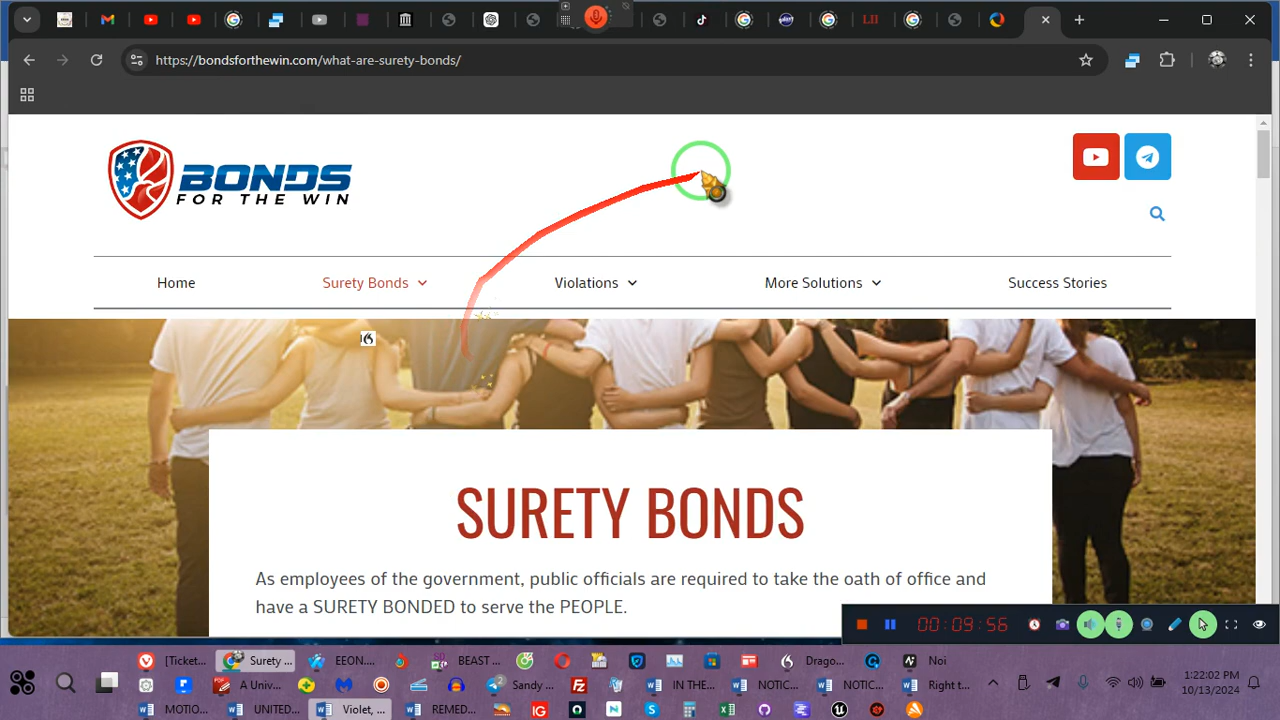 LII
https://bondsforthewin.com/what-are-surety-bonds/
BONDS
FOR THE WIN
Home
Surety Bonds
Violations
More Solutions
Success Stories
SURETY BONDS
As employees of the government, public officials are required to take the oath of office and
have a SURETY BONDED to serve the PEOPLE.
00:09:56
[Ticket...
Surety ...
EEON....
BEAST ...
Drago...
Noi
A Univ...
Sandy ...
IN THE...
NOTIC...
NOTIC...
Right t...
MOTIO...
UNITED...
Violet, ...
REMED...
1:22:02 PM
10/13/2024